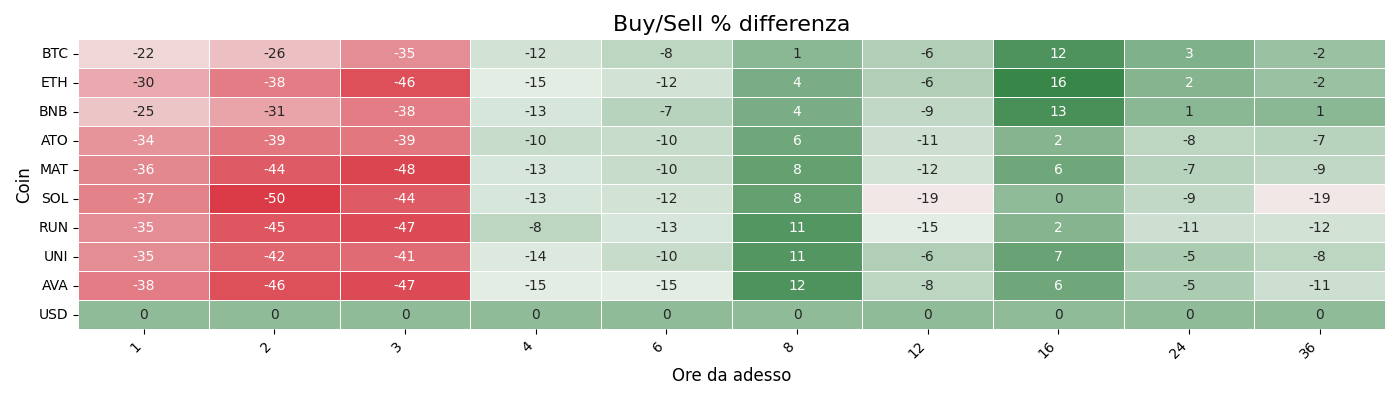 Buy/Sell % differenza
Coin
BTC -22 -26 -35 -12 -8 1 -6 12 3 -2
ETH -30 -38 -46 -15 -12 4 -6 16 2 -2
BNB -25 -31 -38 -13 -7 4 -9 13 1 1
ATO -34 -39 -39 -10 -10 6 -11 2 -8 -7
MAT -36 -44 -48 -13 -10 8 -12 6 -7 -9
SOL -37 -50 -44 -13 -12 8 -19 0 -9 -19
RUN -35 -45 -47 -8 -13 11 -15 2 -11 -12
UNI -35 -42 -41 -14 -10 11 -6 7 -5 -8
AVA -38 -46 -47 -15 -15 12 -8 6 -5 -11
USD 0 0 0 0 0 0 0 0 0 0
1 2 3 4 6 8 12 16 24 36
Ore da adesso